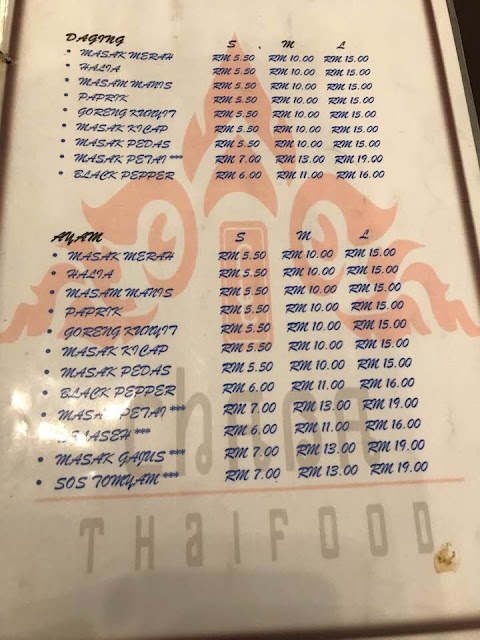 DAGING S M L
• MASAK MERAH RM 5.50 RM 10.00 RM 15.00
• HALIA RM 5.50 RM 10.00 RM 15.00
• MASAM MANIS RM 5.50 RM 10.00 RM 15.00
• PAPRIK RM 5.50 RM 10.00 RM 15.00
• GORENG KUNYIT RM 5.50 RM 10.00 RM 15.00
• MASAK KICAP RM 5.50 RM 10.00 RM 15.00
• MASAK PEDAS RM 5.50 RM 10.00 RM 15.00
• MASAK PETAI *** RM 7.00 RM 13.00 RM 19.00
• BLACK PEPPER RM 6.00 RM 11.00 RM 16.00
AYAM S M L
• MASAK MERAH RM 5.50 RM 10.00 RM 15.00
• HALIA RM 5.50 RM 10.00 RM 15.00
• MASAM MANIS RM 5.50 RM 10.00 RM 15.00
• PAPRIK RM 5.50 RM 10.00 RM 15.00
• GORENG KUNYIT RM 5.50 RM 10.00 RM 15.00
• MASAK KICAP RM 5.50 RM 10.00 RM 15.00
• MASAK PEDAS RM 5.50 RM 10.00 RM 15.00
• BLACK PEPPER RM 6.00 RM 11.00 RM 16.00
• MASAK PETAI *** RM 7.00 RM 13.00 RM 19.00
*** RM 6.00 RM 11.00 RM 16.00
• MASAK GAJUS *** RM 7.00 RM 13.00 RM 19.00
• SOS TOMYAM *** RM 7.00 RM 13.00 RM 19.00
THAIFOOD